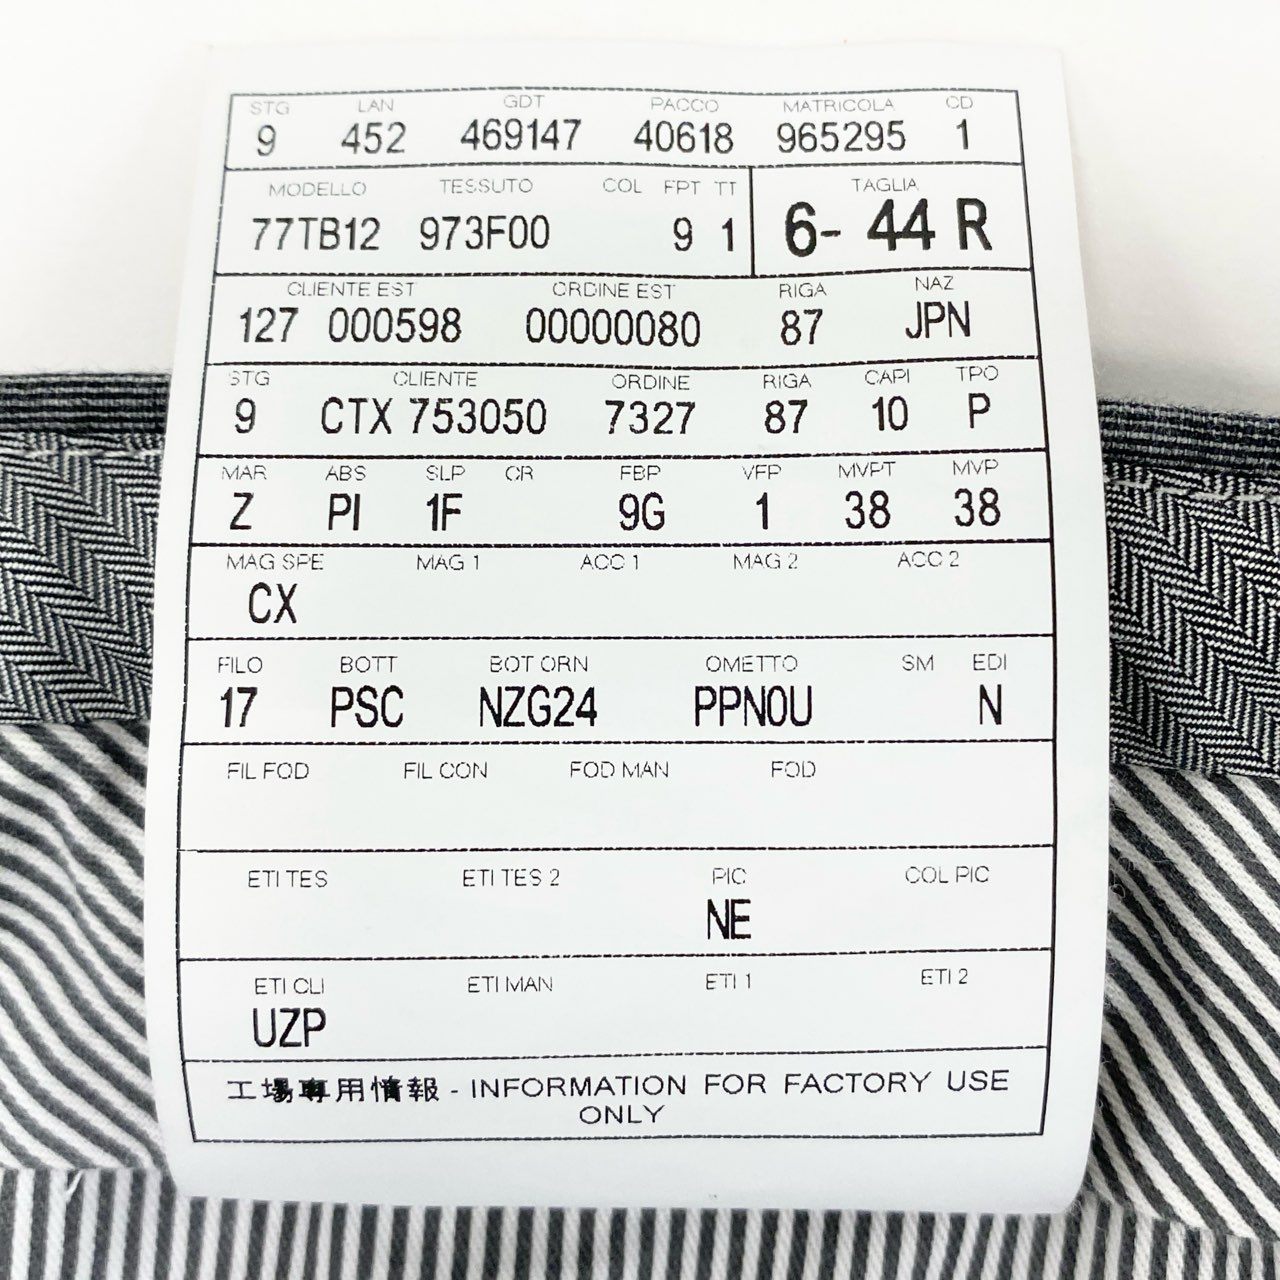 STG LAN GDT PACCO MATRICOLA CD
9 452 469147 40618 965295 1
MODELLO TESSUTO COL FPT TT TAGLIA
77TB12 973F00 9 1 6- 44 R
CLIENTE EST ORDINE EST RIGA NAZ
127 000598 00000080 87 JPN
STG CLIENTE ORDINE RIGA CAPI TPO
9 CTX 753050 7327 87 10 P
MAR ABS SLP CR FBP VFP MVPT MVP
Z PI 1F 9G 1 38 38
MAG SPE MAG 1 ACC 1 MAG 2 ACC 2
CX
FILO BOTT BOT ORN OMETTO SM EDI
17 PSC NZG24 PPN0U N
FIL FOD FIL CON FOD MAN FOD
ETI TES ETI TES 2 PIC COL PIC
NE
ETI CLI ETI MAN ETI 1 ETI 2
UZP
工場専用情報 - INFORMATION FOR FACTORY USE
ONLY